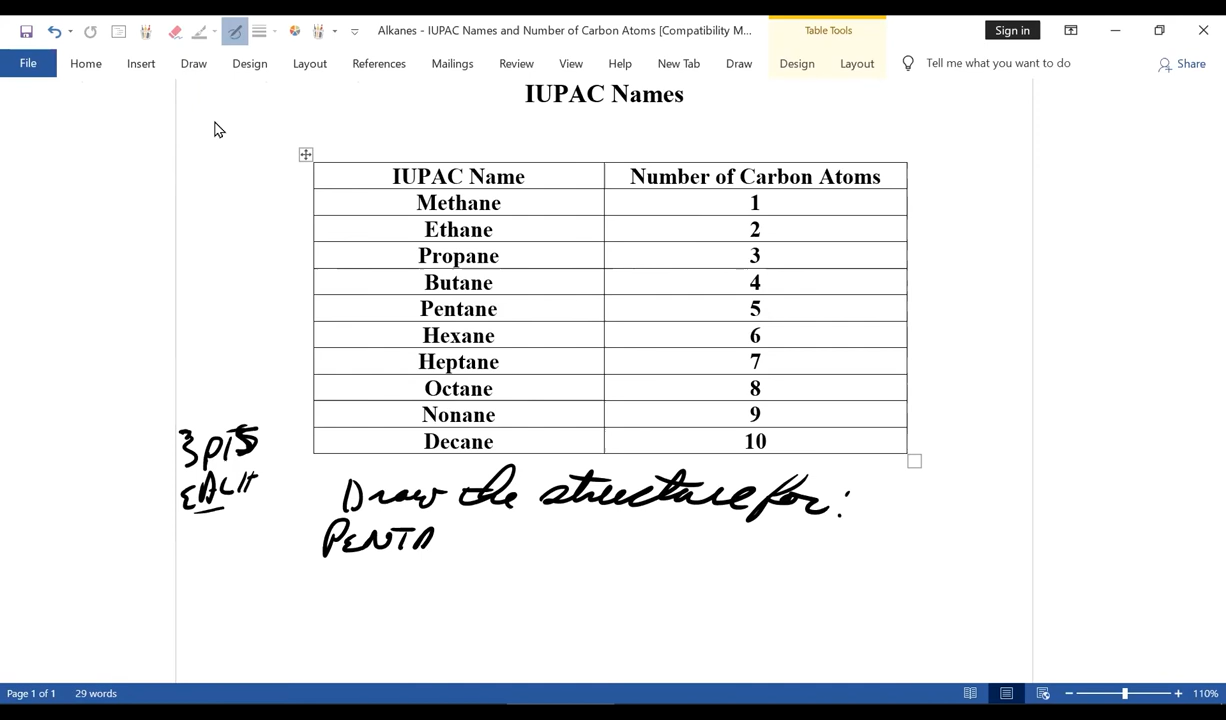 Alkanes - IUPAC Names and Number of Carbon Atoms [Compatibility M...
Table Tools
Sign in
File Home Insert Draw Design Layout References Mailings Review View Help New Tab Draw Design Layout Tell me what you want to do Share
IUPAC Names
IUPAC Name Number of Carbon Atoms
Methane 1
Ethane 2
Propane 3
Butane 4
Pentane 5
Hexane 6
Heptane 7
Octane 8
Nonane 9
Decane 10
3 PTS
EACH
Draw the structure for:
PENTA
Page 1 of 1 29 words 110%